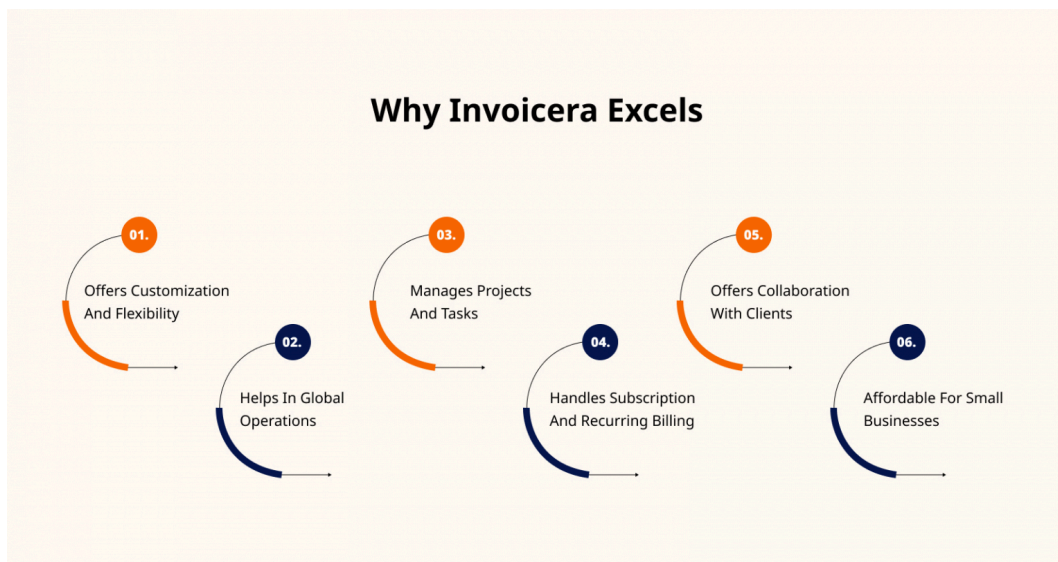 Why Invoicera Excels
01.
Offers Customization
And Flexibility
02.
Helps In Global
Operations
03.
Manages Projects
And Tasks
04.
Handles Subscription
And Recurring Billing
05.
Offers Collaboration
With Clients
06.
Affordable For Small
Businesses